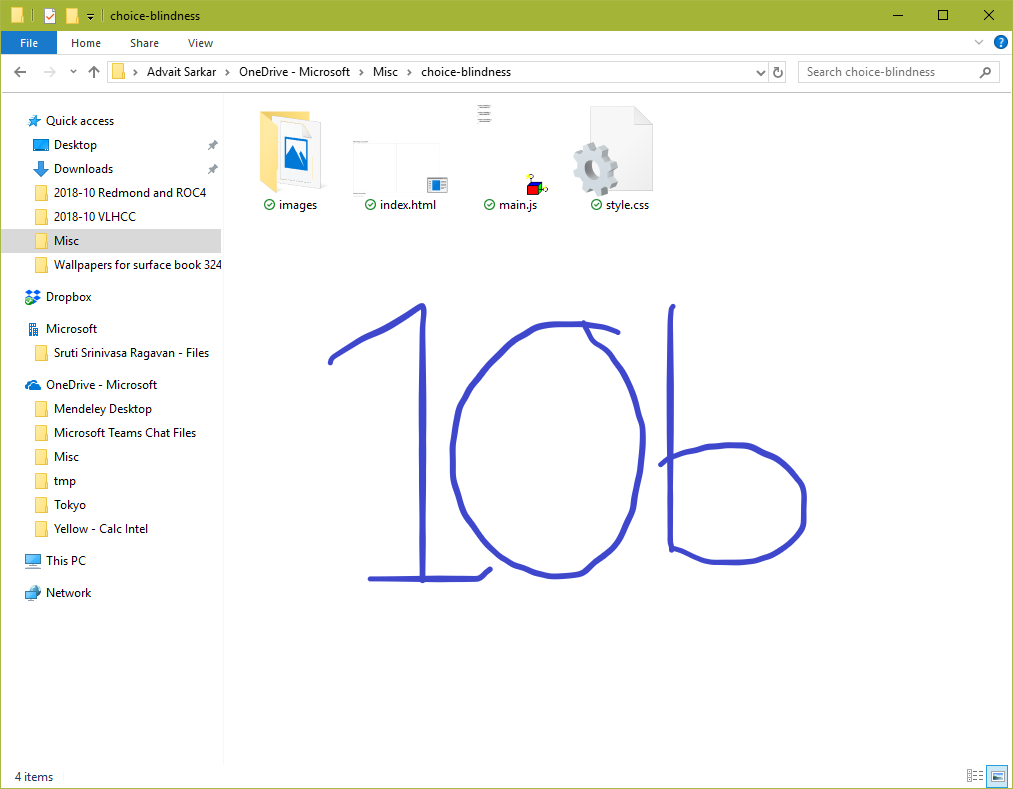 choice-blindness
File Home Share View
Advait Sarkar › OneDrive - Microsoft › Misc › choice-blindness
Search choice-blindness
Quick access
Desktop
Downloads
2018-10 Redmond and ROC4
2018-10 VLHCC
Misc
Wallpapers for surface book 324
Dropbox
Microsoft
Sruti Srinivasa Ragavan - Files
OneDrive - Microsoft
Mendeley Desktop
Microsoft Teams Chat Files
Misc
tmp
Tokyo
Yellow - Calc Intel
This PC
Network
images index.html main.js style.css
10b
4 items